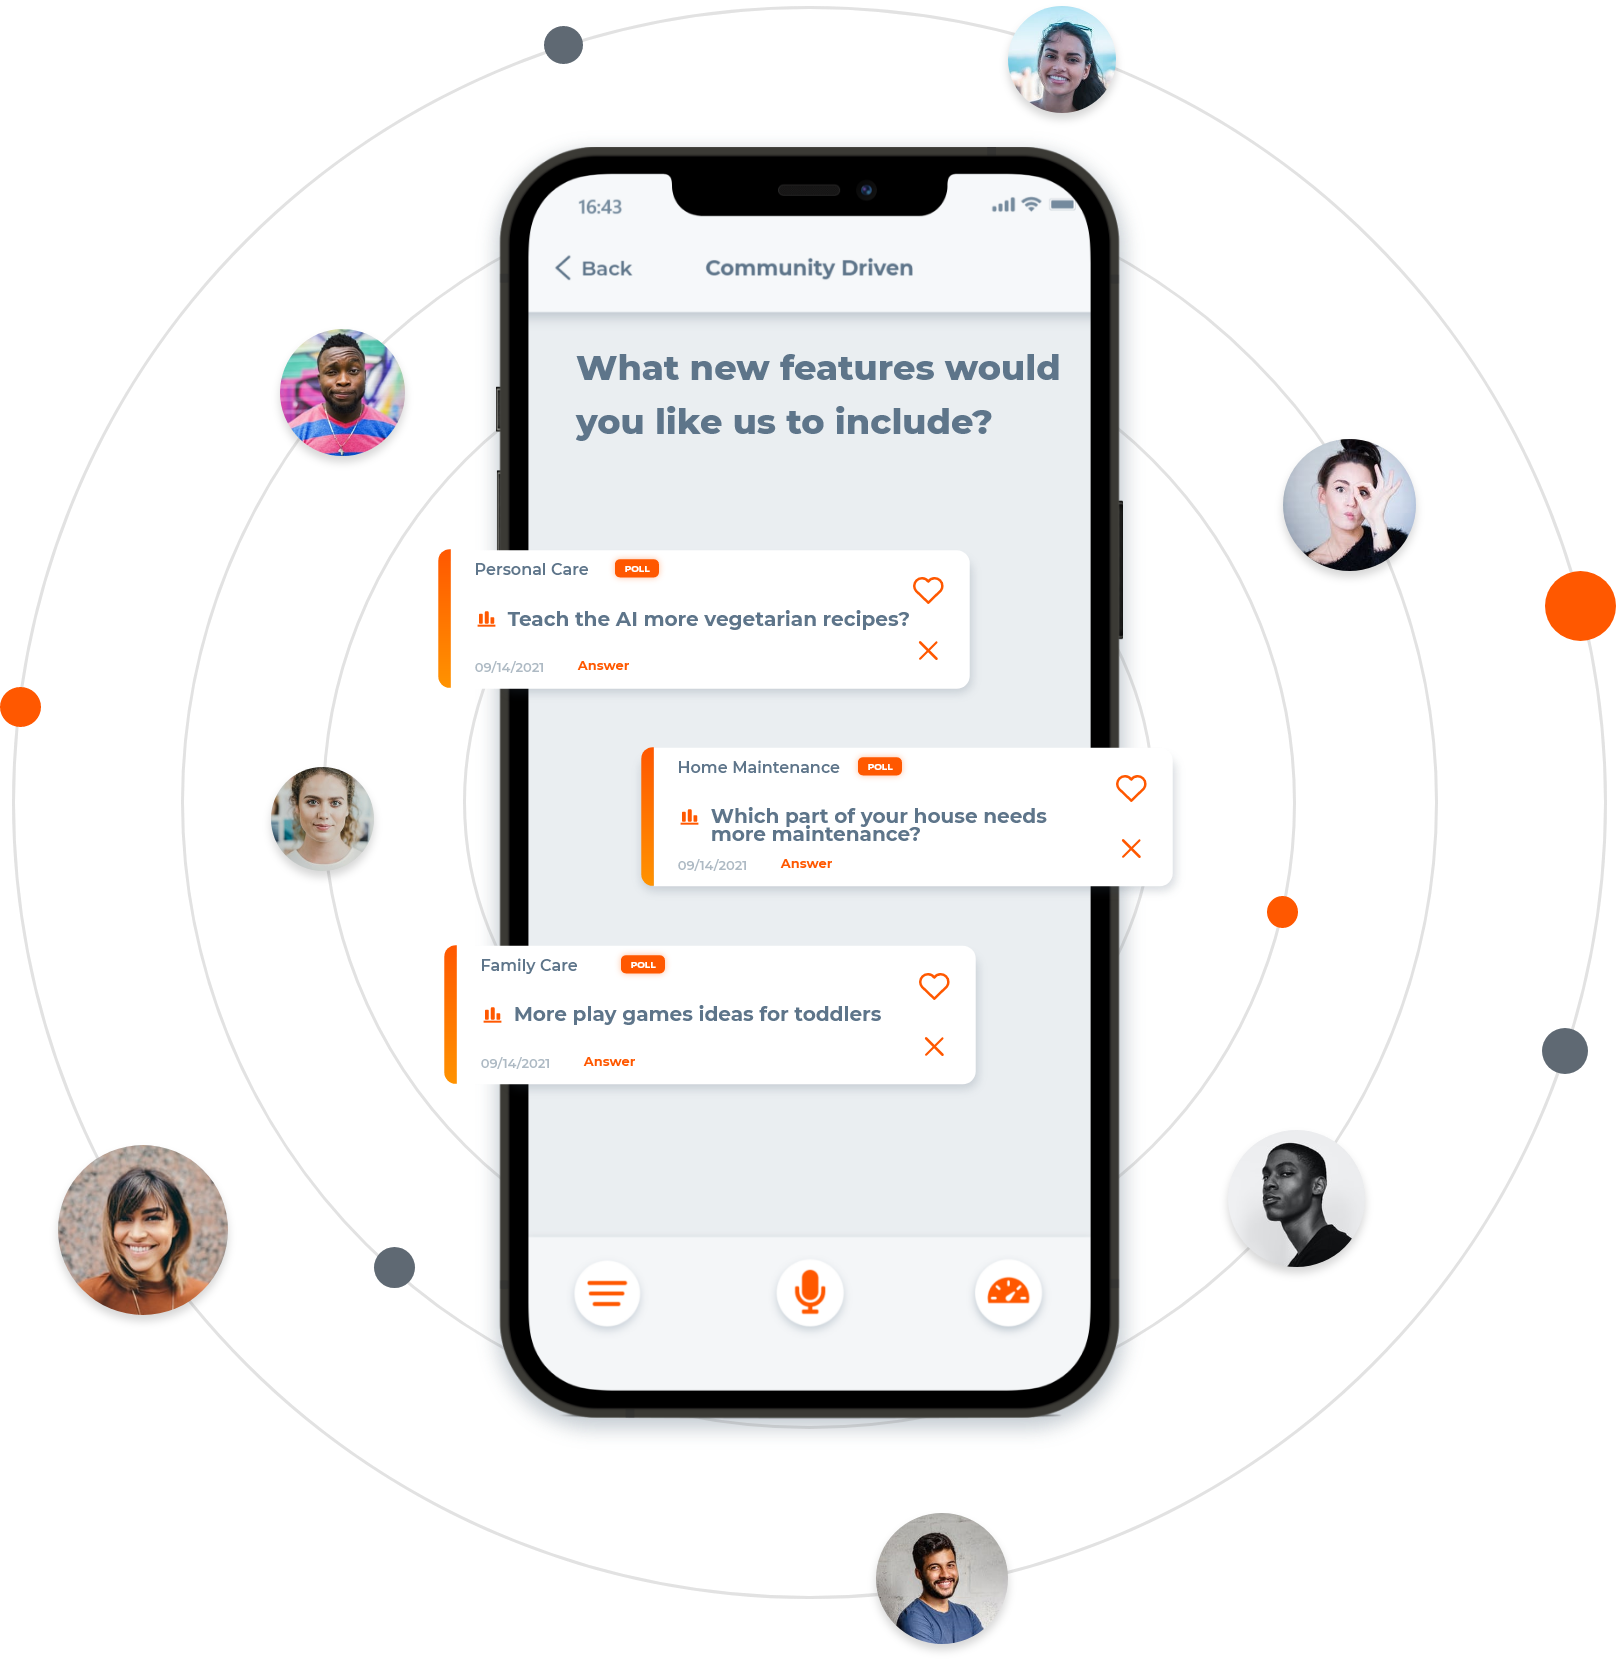 16:43
Back
Community Driven
What new features would
you like us to include?
Personal Care
POLL
Teach the AI more vegetarian recipes?
09/14/2021
Answer
Home Maintenance
POLL
Which part of your house needs
more maintenance?
09/14/2021
Answer
Family Care
POLL
More play games ideas for toddlers
09/14/2021
Answer